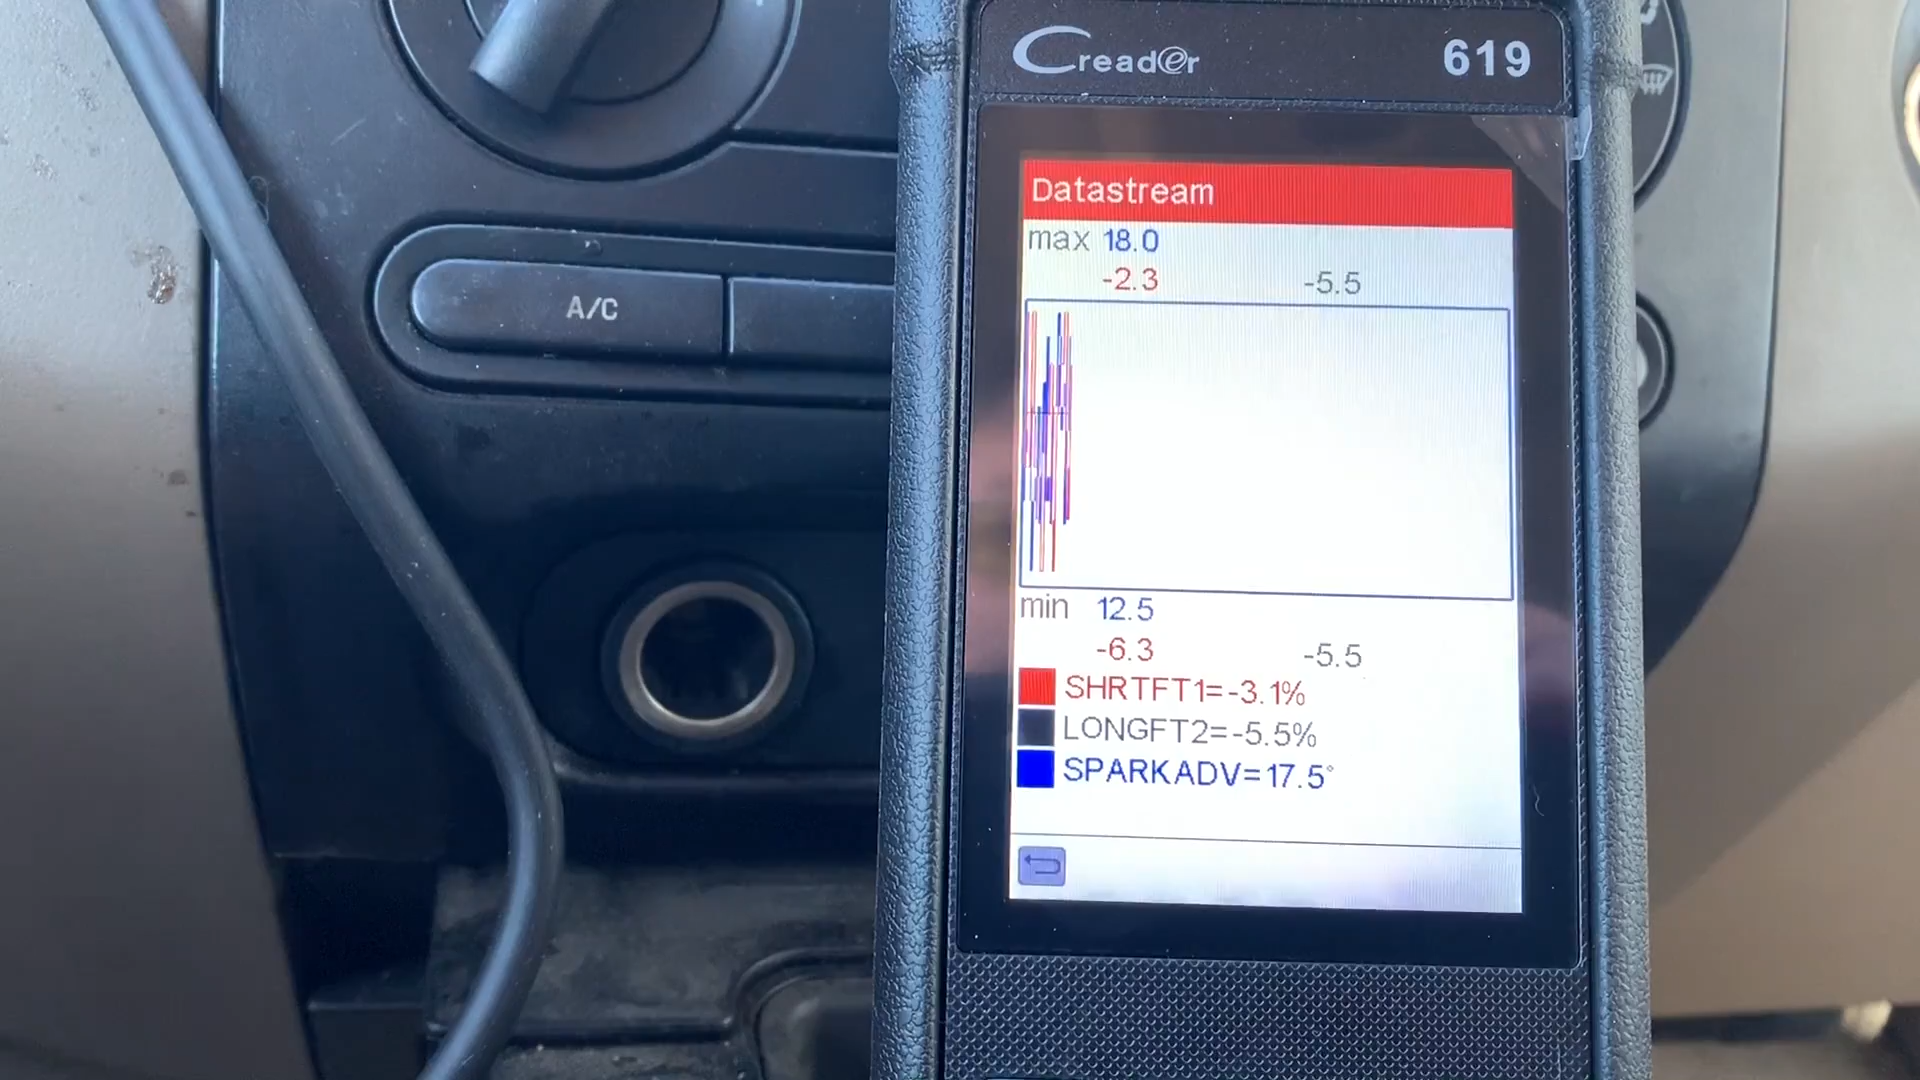 Creader 619
A/C
Datastream
max 18.0
-2.3 -5.5
min 12.5
-6.3 -5.5
SHRTFT1=-3.1%
LONGFT2=-5.5%
SPARKADV=17.5°